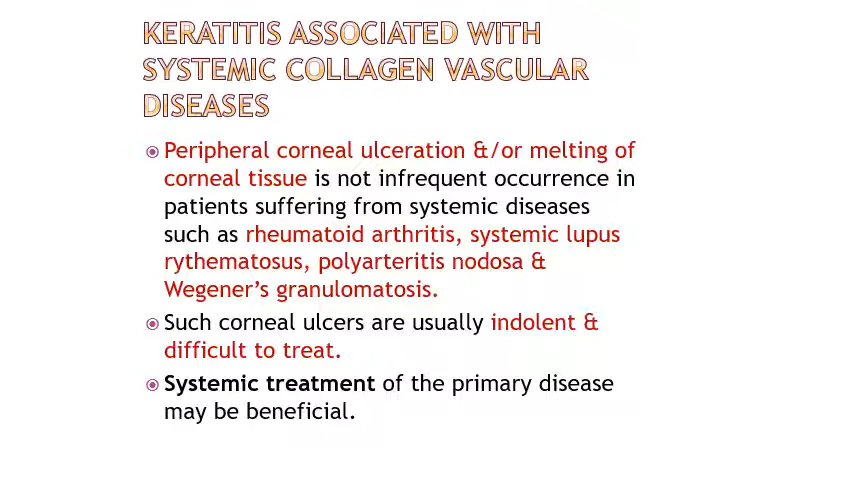 KERATITIS ASSOCIATED WITH
SYSTEMIC COLLAGEN VASCULAR
DISEASES
Peripheral corneal ulceration &/or melting of
corneal tissue is not infrequent occurrence in
patients suffering from systemic diseases
such as rheumatoid arthritis, systemic lupus
rythematosus, polyarteritis nodosa &
Wegener’s granulomatosis.
Such corneal ulcers are usually indolent &
difficult to treat.
Systemic treatment of the primary disease
may be beneficial.